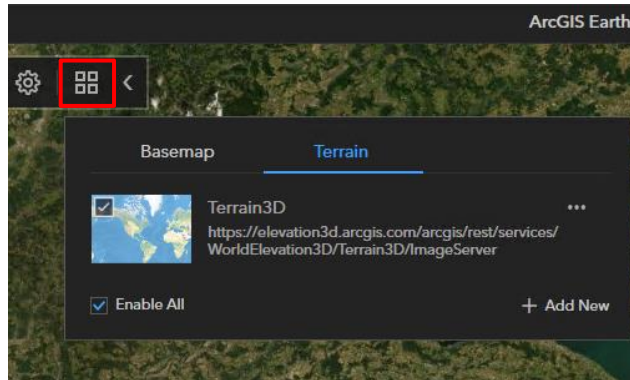 ArcGIS Earth
Basemap
Terrain
Terrain3D
https://elevation3d.arcgis.com/arcgis/rest/services/
WorldElevation3D/Terrain3D/ImageServer
Enable All
+ Add New